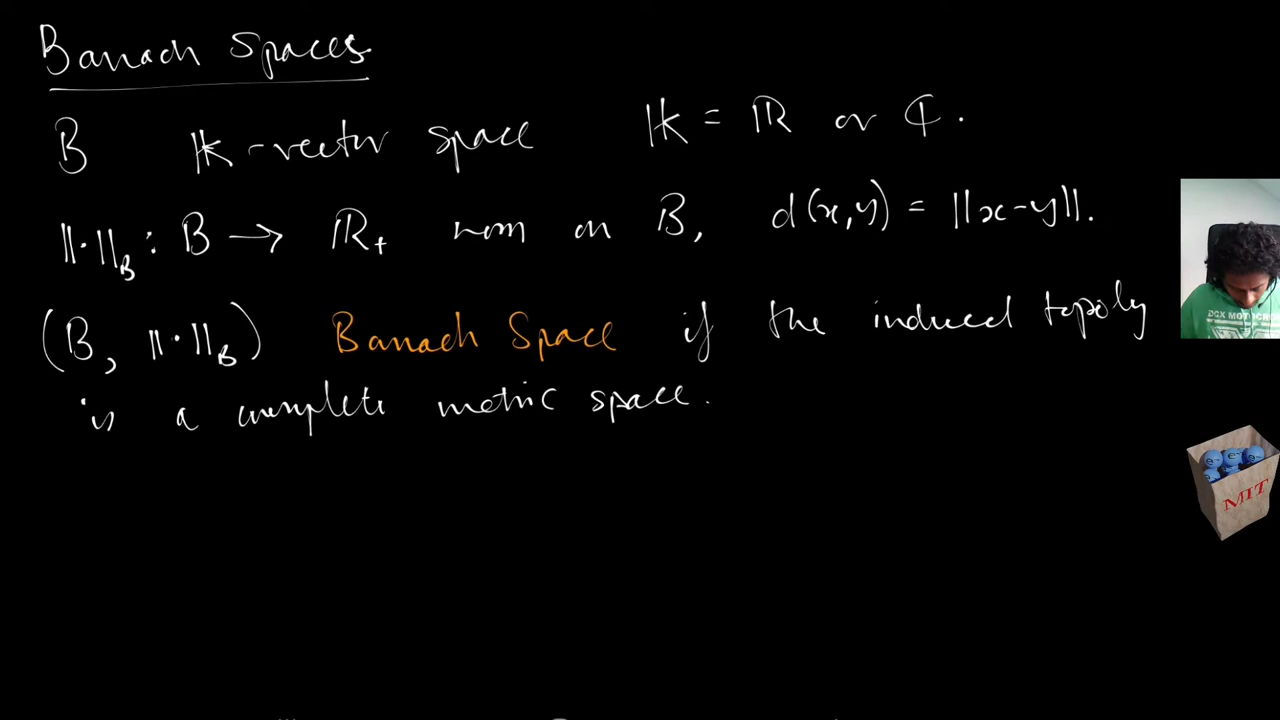 Banach Spaces
B 𝕂-vector space 𝕂 = ℝ or ℂ.
||·||_B : B → ℝ₊ norm on B, d(x,y) = ||x-y||.
(B, ||·||_B) Banach Space if the induced topoly
is a complete metric space.
MIT